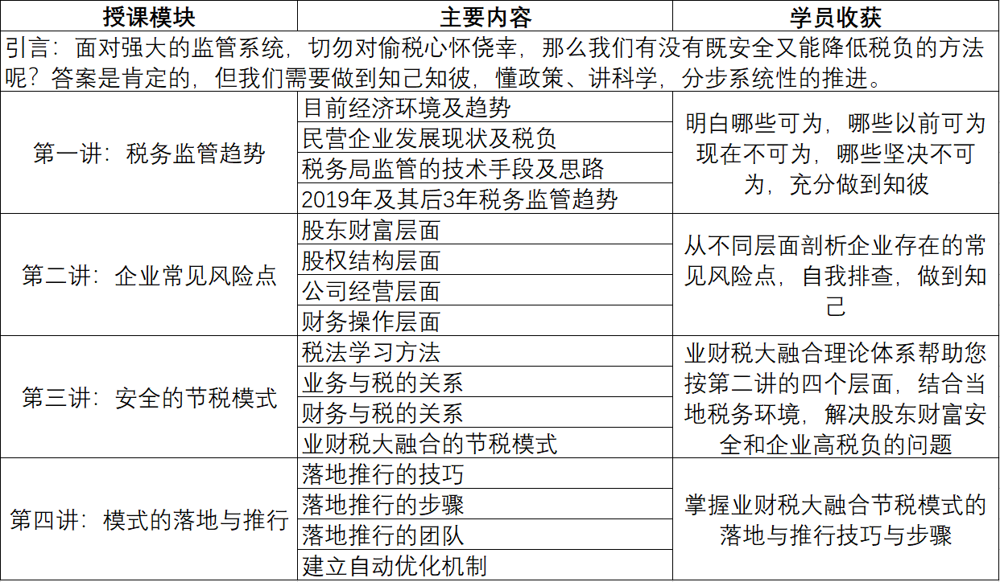 授课模块 主要内容 学员收获
引言：面对强大的监管系统，切勿对偷税心怀侥幸，那么我们有没有既安全又能降低税负的方法
呢？答案是肯定的，但我们需要做到知己知彼，懂政策、讲科学，分步系统性的推进。
第一讲：税务监管趋势
目前经济环境及趋势
民营企业发展现状及税负
税务局监管的技术手段及思路
2019年及其后3年税务监管趋势
明白哪些可为，哪些以前可为
现在不可为，哪些坚决不可
为，充分做到知彼
第二讲：企业常见风险点
股东财富层面
股权结构层面
公司经营层面
财务操作层面
从不同层面剖析企业存在的常
见风险点，自我排查，做到知
己
第三讲：安全的节税模式
税法学习方法
业务与税的关系
财务与税的关系
业财税大融合的节税模式
业财税大融合理论体系帮助您
按第二讲的四个层面，结合当
地税务环境，解决股东财富安
全和企业高税负的问题
第四讲：模式的落地与推行
落地推行的技巧
落地推行的步骤
落地推行的团队
建立自动优化机制
掌握业财税大融合节税模式的
落地与推行技巧与步骤